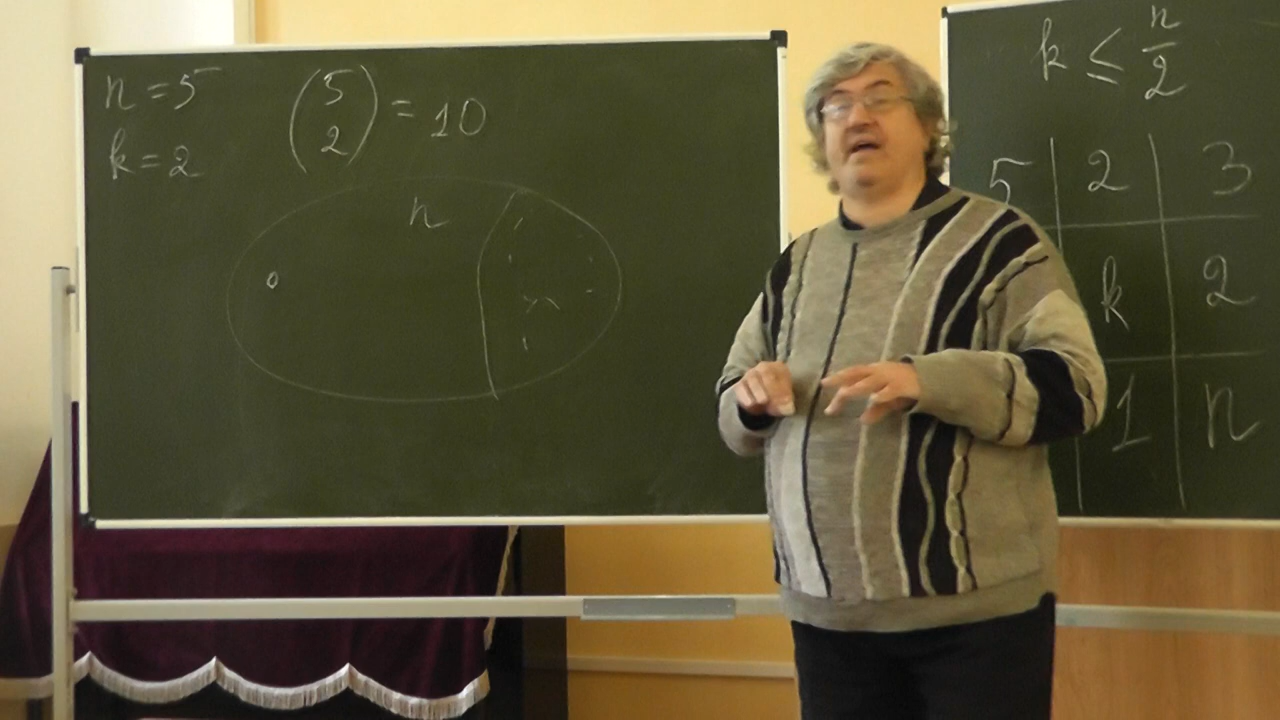 n = 5
k = 2
(5 2) = 10
n
k ≤ n/2
5 2 3
k 2
1 n